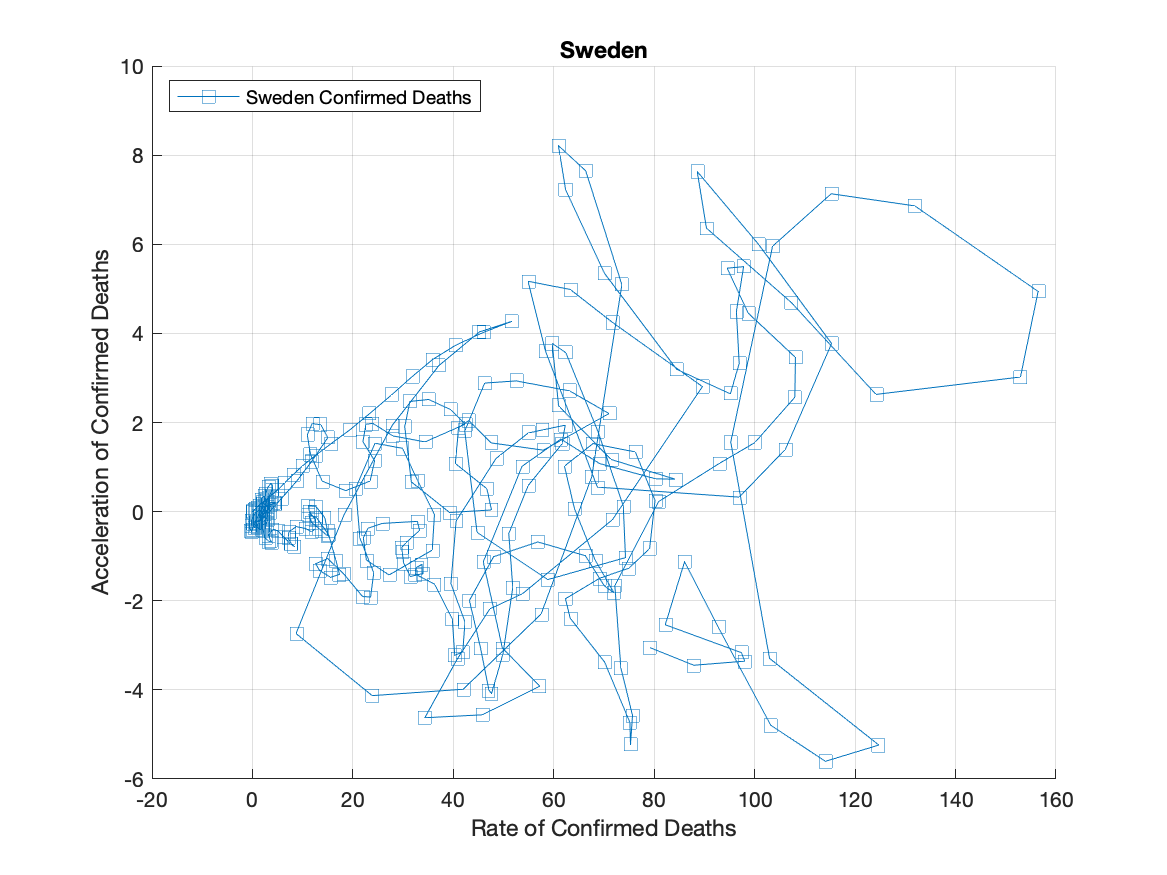 Sweden
10
Sweden Confirmed Deaths
8
6
4
2
0
-2
-4
-6
Acceleration of Confirmed Deaths
-20 0 20 40 60 80 100 120 140 160
Rate of Confirmed Deaths